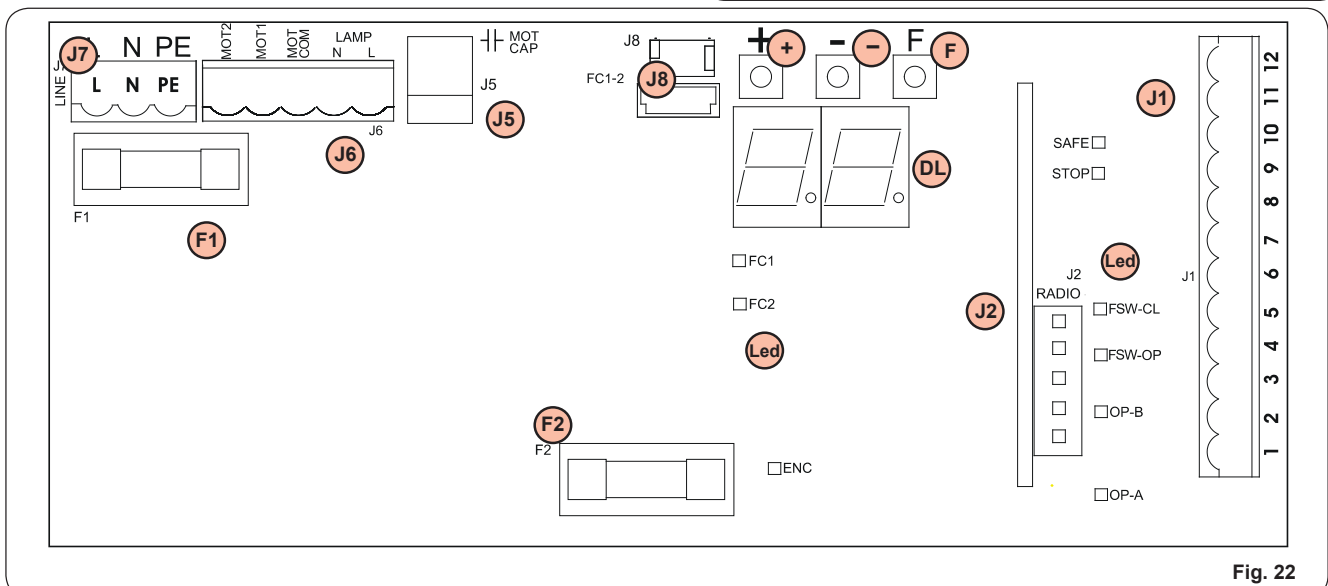 J7
L N PE
MOT2
MOT1
MOT COM
LAMP
N L
MOT CAP
J8
+ + - - F F
LINE
L N PE
J5
FC1-2
J8
J1
J5
J6
J6
SAFE
STOP
DL
F1
F1
FC1
J2
Led
J1
RADIO
FC2
J2
FSW-CL
Led
FSW-OP
F2
F2
OP-B
ENC
OP-A
12
11
10
9
8
7
6
5
4
3
2
1
Fig. 22